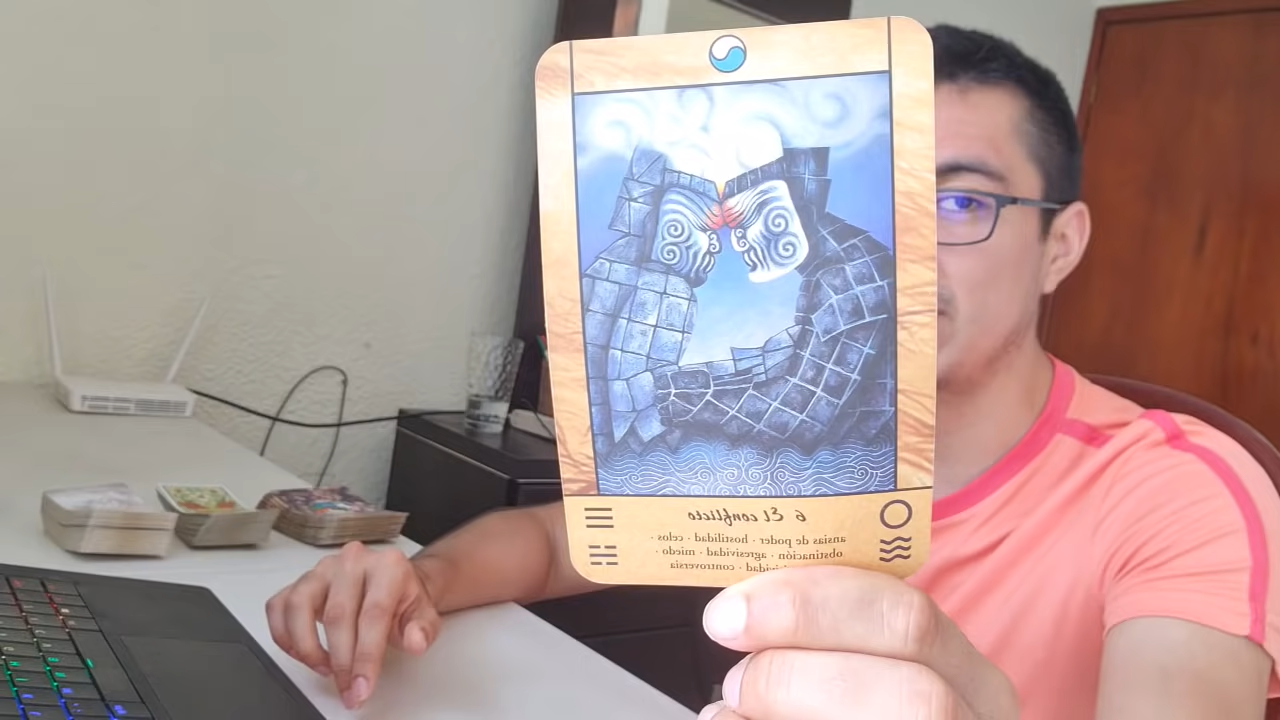 6 El conflicto
ansias de poder · hostilidad · celos ·
obstinación · agresividad · miedo ·
· controversia